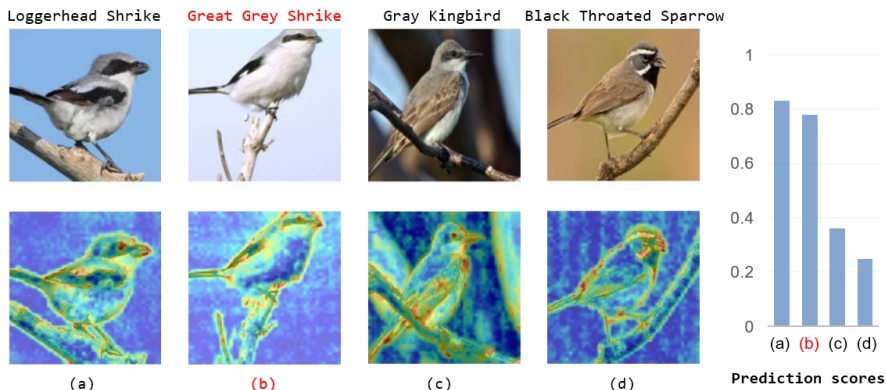 Loggerhead Shrike
Great Grey Shrike
Gray Kingbird
Black Throated Sparrow
1
0.8
0.6
0.4
0.2
0
(a) (b) (c) (d)
(a)
(b)
(c)
(d)
Prediction scores